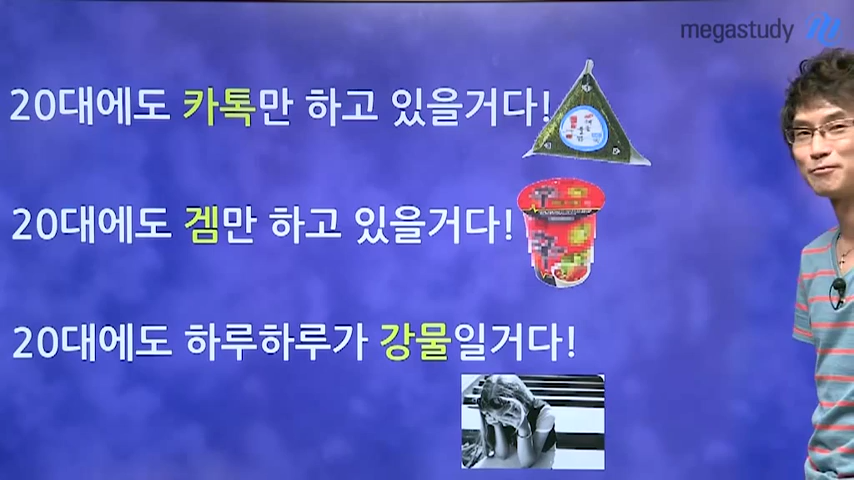 megastudy
20대에도 카톡만 하고 있을거다!
20대에도 겜만 하고 있을거다!
20대에도 하루하루가 강물일거다!